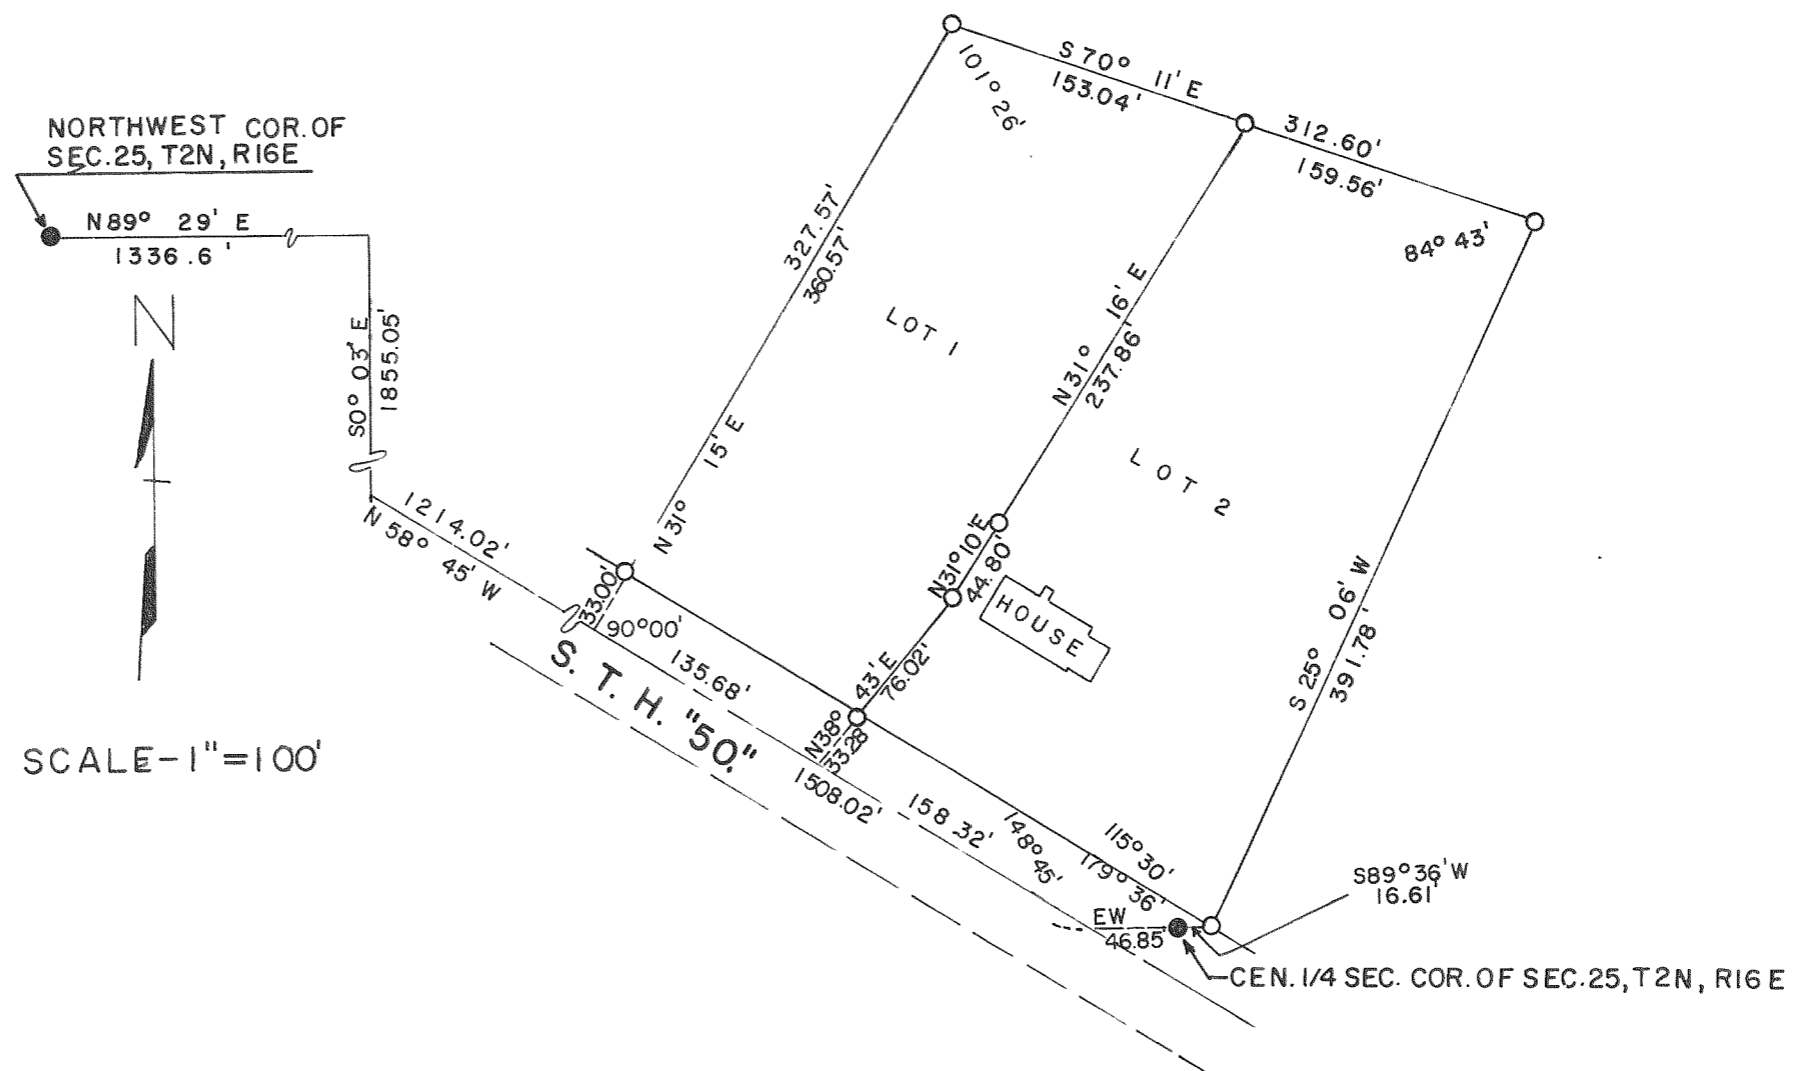 NORTHWEST COR. OF
SEC. 25, T2N, R16E
N89° 29' E
1336.6'
N
S0° 03' E
1855.05'
SCALE-1"=100'
1214.02'
N 58° 45' W
S 70° 11' E
153.04'
312.60'
159.56'
101° 26'
84° 43'
327.57'
360.57'
N 31° 15' E
LOT 1
N 31° 16' E
237.86'
LOT 2
N31° 10' E
44.80'
HOUSE
N38° 43' E
76.02'
33.28
33.00'
90° 00'
135.68'
S. T. H. "50."
1508.02'
158.32'
148° 45'
179° 36'
115° 30'
S 25° 06' W
391.78'
S89° 36' W
16.61'
EW
46.85'
CEN. 1/4 SEC. COR. OF SEC. 25, T2N, R16E